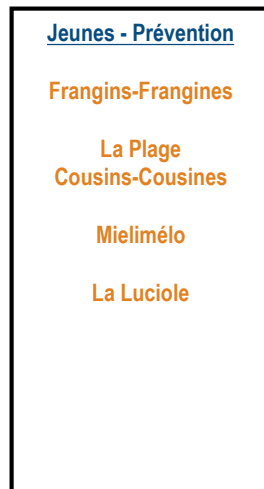 Jeunes - Prévention
Frangins-Frangines
La Plage
Cousins-Cousines
Mielimélo
La Luciole